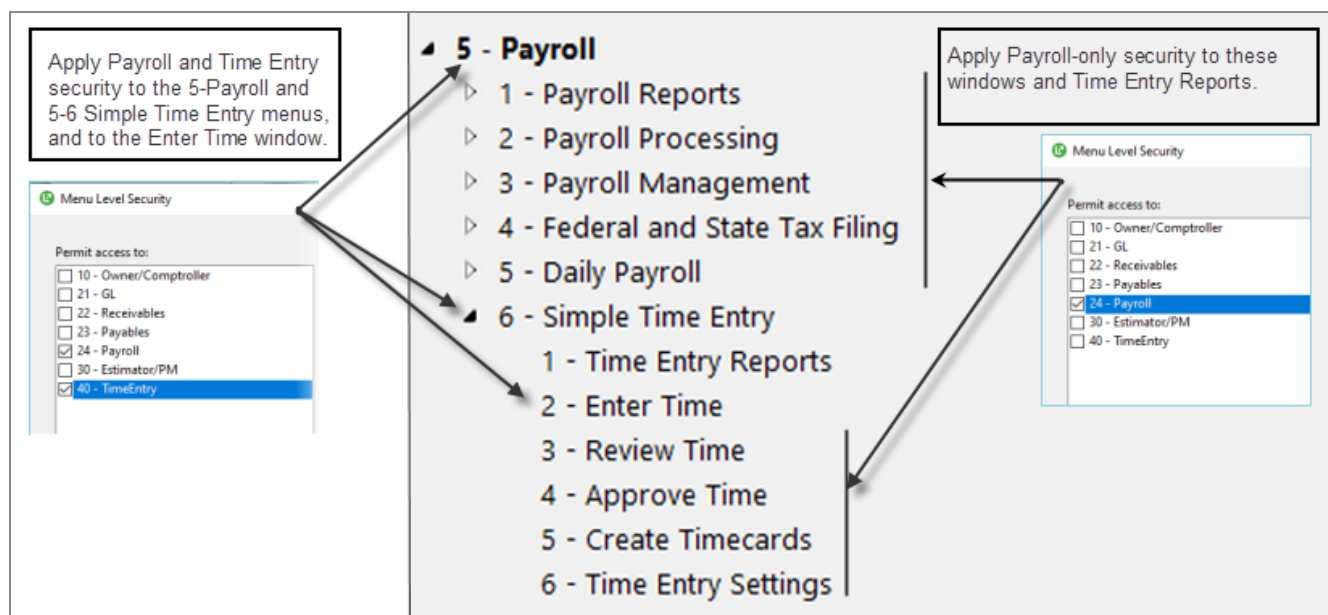 Apply Payroll and Time Entry
security to the 5-Payroll and
5-6 Simple Time Entry menus,
and to the Enter Time window.
Menu Level Security
Permit access to:
10 - Owner/Comptroller
21 - GL
22 - Receivables
23 - Payables
24 - Payroll
30 - Estimator/PM
40 - TimeEntry
5 - Payroll
1 - Payroll Reports
2 - Payroll Processing
3 - Payroll Management
4 - Federal and State Tax Filing
5 - Daily Payroll
6 - Simple Time Entry
1 - Time Entry Reports
2 - Enter Time
3 - Review Time
4 - Approve Time
5 - Create Timecards
6 - Time Entry Settings
Apply Payroll-only security to these
windows and Time Entry Reports.
Menu Level Security
Permit access to:
10 - Owner/Comptroller
21 - GL
22 - Receivables
23 - Payables
24 - Payroll
30 - Estimator/PM
40 - TimeEntry